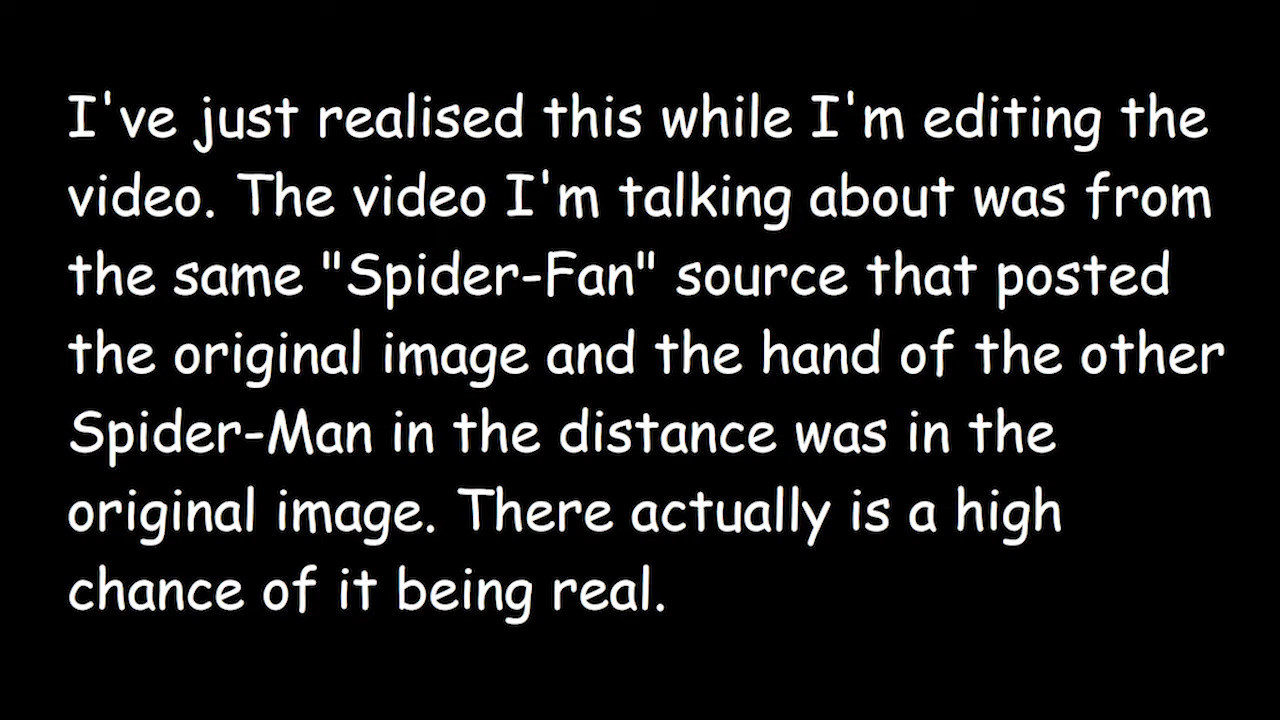 I've just realised this while I'm editing the
video. The video I'm talking about was from
the same "Spider-Fan" source that posted
the original image and the hand of the other
Spider-Man in the distance was in the
original image. There actually is a high
chance of it being real.